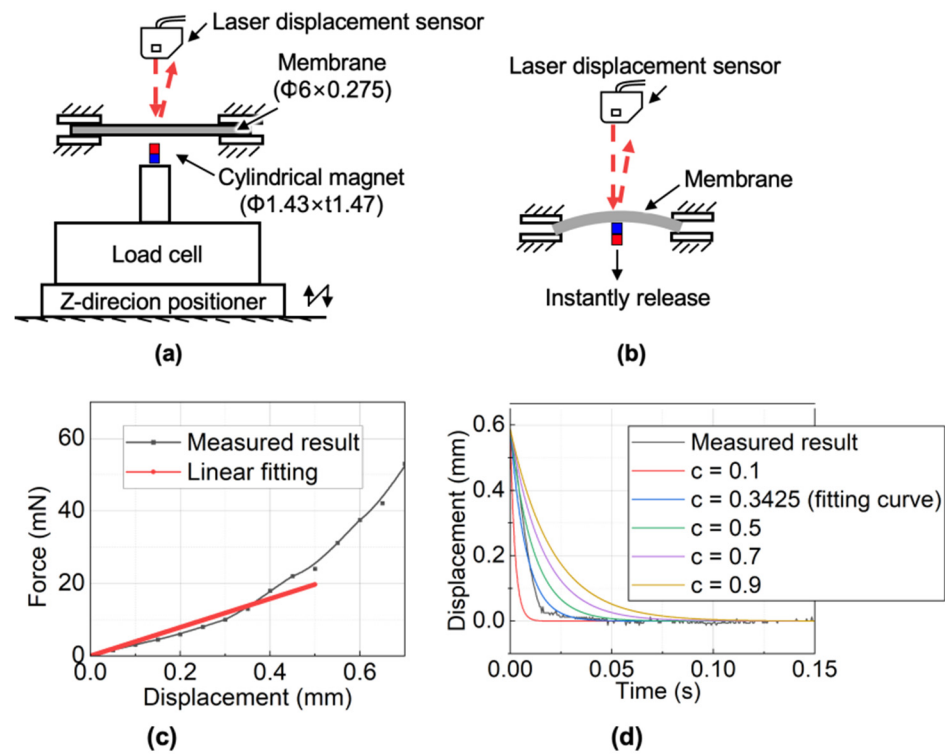 Laser displacement sensor
Membrane
(Φ6×0.275)
Cylindrical magnet
(Φ1.43×t1.47)
Load cell
Z-direcion positioner
(a)
Laser displacement sensor
Membrane
Instantly release
(b)
60
40
20
0
Force (mN)
Measured result
Linear fitting
0.0 0.2 0.4 0.6
Displacement (mm)
(c)
0.6
0.4
0.2
0.0
Displacement (mm)
Measured result
c = 0.1
c = 0.3425 (fitting curve)
c = 0.5
c = 0.7
c = 0.9
0.00 0.05 0.10 0.15
Time (s)
(d)